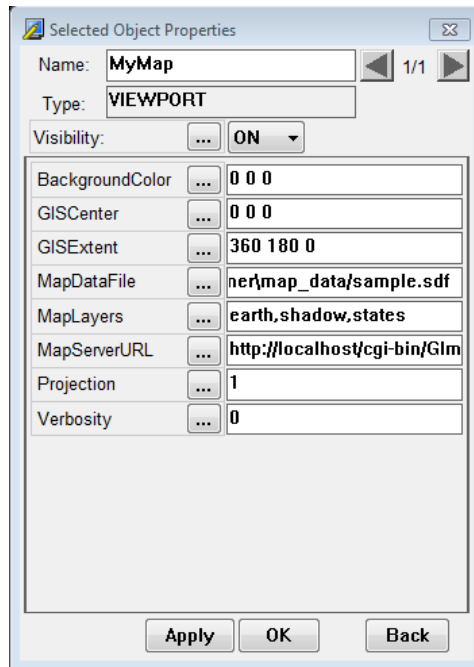 Selected Object Properties
Name: MyMap 1/1
Type: VIEWPORT
Visibility: ... ON
BackgroundColor ... 0 0 0
GISCenter ... 0 0 0
GISExtent ... 360 180 0
MapDataFile ... ner\map_data/sample.sdf
MapLayers ... earth,shadow,states
MapServerURL ... http://localhost/cgi-bin/Glm
Projection ... 1
Verbosity ... 0
Apply OK Back